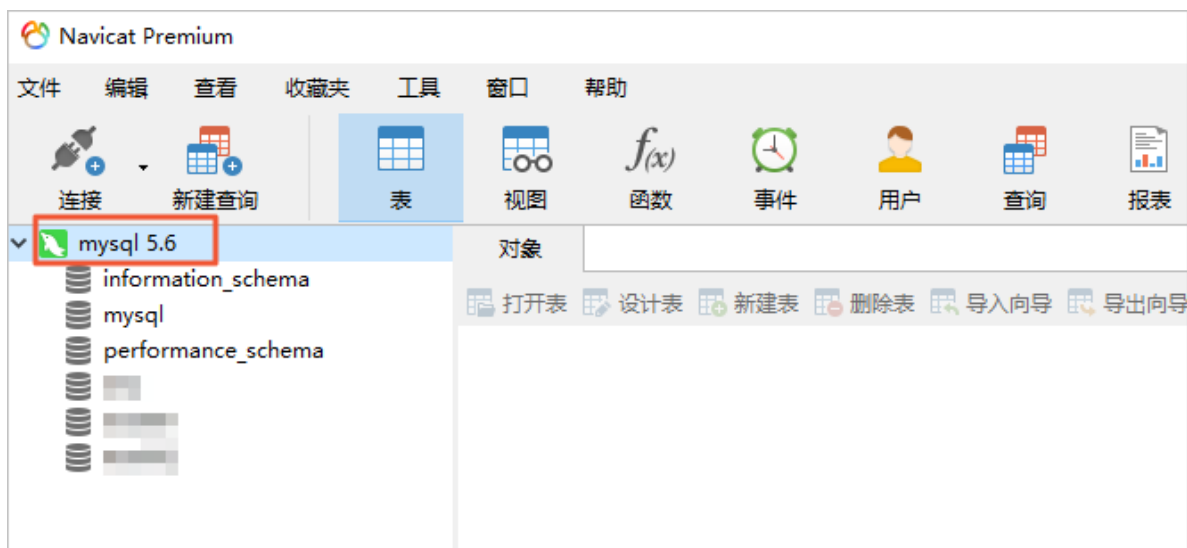 Navicat Premium
文件 编辑 查看 收藏夹 工具 窗口 帮助
连接 新建查询 表 视图 f(x) 函数 事件 用户 查询 报表
mysql 5.6
information_schema
mysql
performance_schema
对象
打开表 设计表 新建表 删除表 导入向导 导出向导